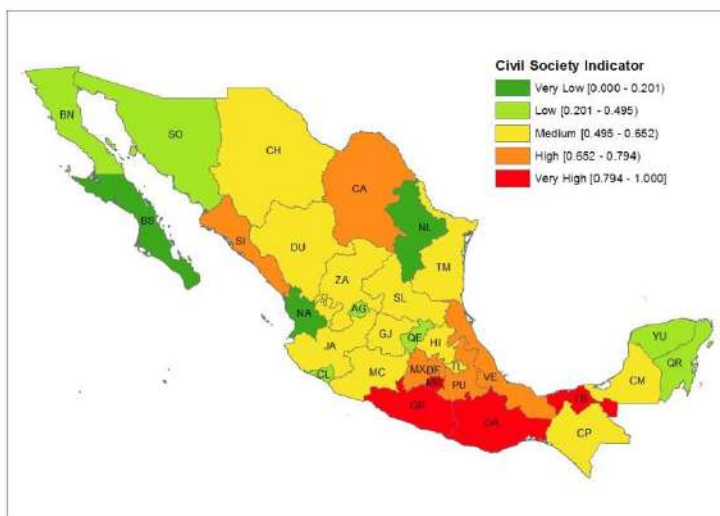 Civil Society Indicator
Very Low [0.000 - 0.201)
Low [0.201 - 0.495)
Medium [0.495 - 0.652)
High [0.652 - 0.794)
Very High [0.794 - 1.000]
BN
SO
CH
CA
BS
NL
SI
DU
TM
ZA
SL
NA
AG
GJ
QE
HI
YU
JA
QR
TL
CL
MC
MX
DF
PU
VE
CM
TB
GR
OA
CP